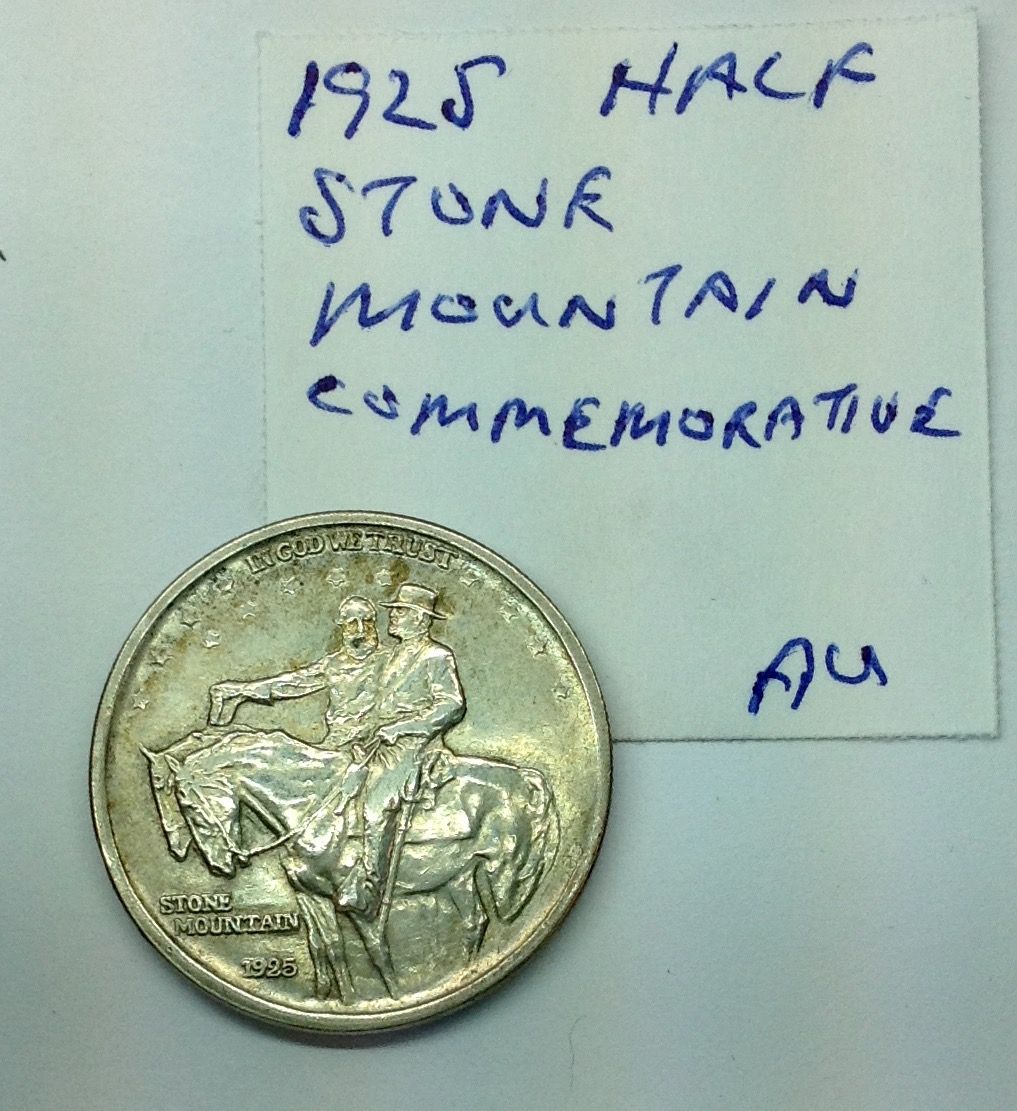 1925 HALF
STONE
MOUNTAIN
COMMEMORATIVE
AU
IN GOD WE TRUST
STONE
MOUNTAIN
1925